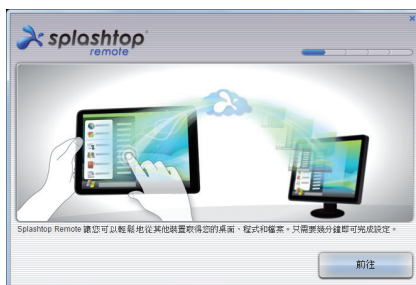 splashtop
remote
Splashtop Remote 讓您可以輕鬆地從其他裝置取得您的桌面、程式和檔案。只需要幾分鐘即可完成設定。
前往